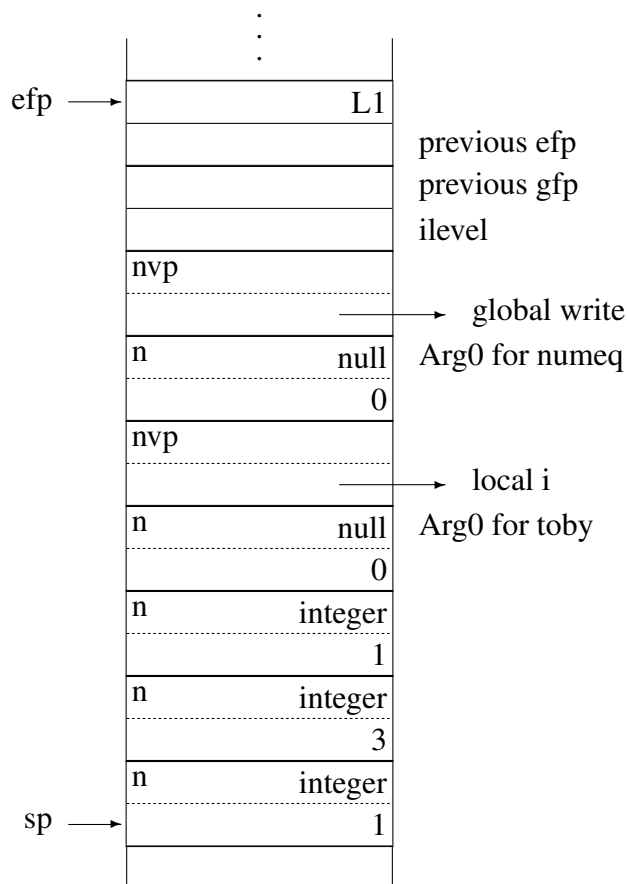 efp L1
previous efp
previous gfp
ilevel
nvp
global write
n null Arg0 for numeq
0
nvp
local i
n null Arg0 for toby
0
n integer
1
n integer
3
n integer
sp 1